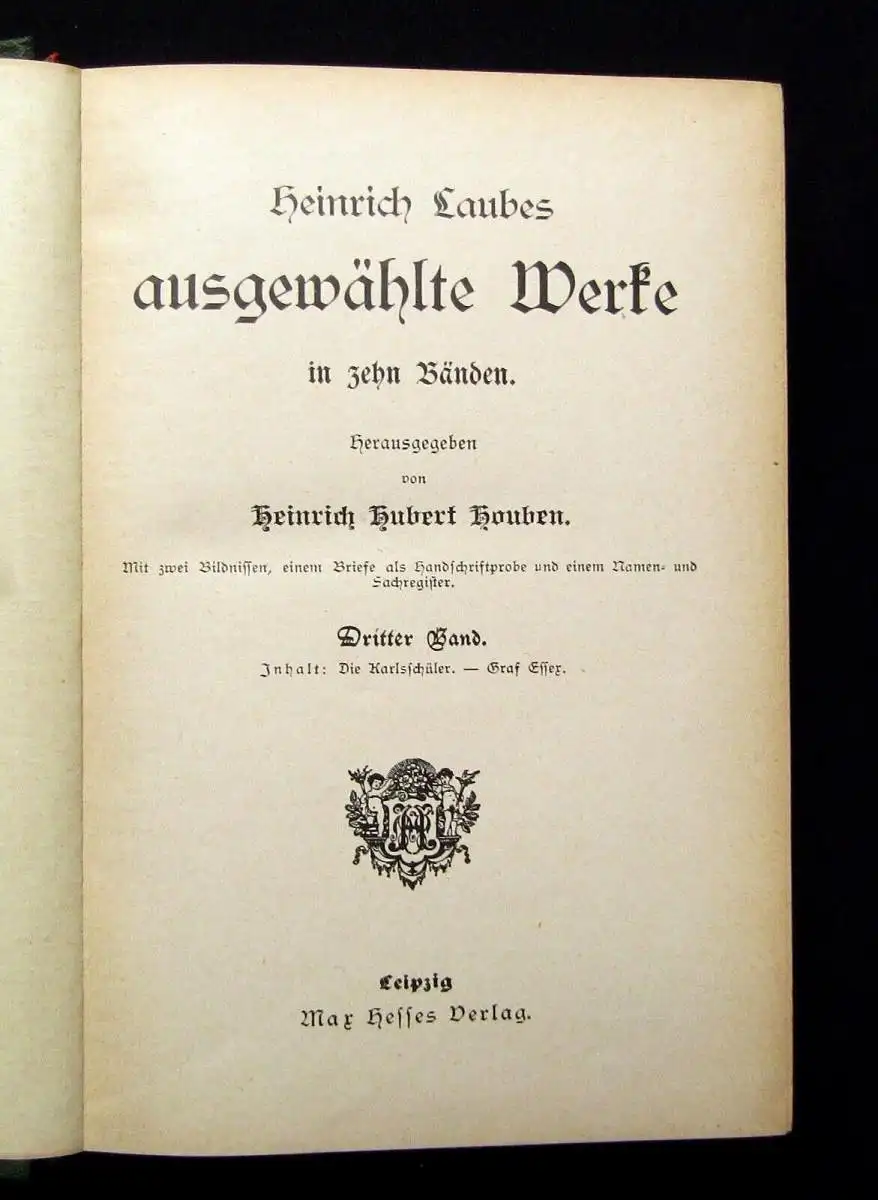 Heinrich Laubes
ausgewählte Werke
in zehn Bänden.
Herausgegeben
von
Heinrich Hubert Houben.
Mit zwei Bildnissen, einem Briefe als Handschriftprobe und einem Namen- und
Sachregister.
Dritter Band.
Inhalt: Die Karlsschüler. — Graf Essex.
Leipzig
Max Hesses Verlag.